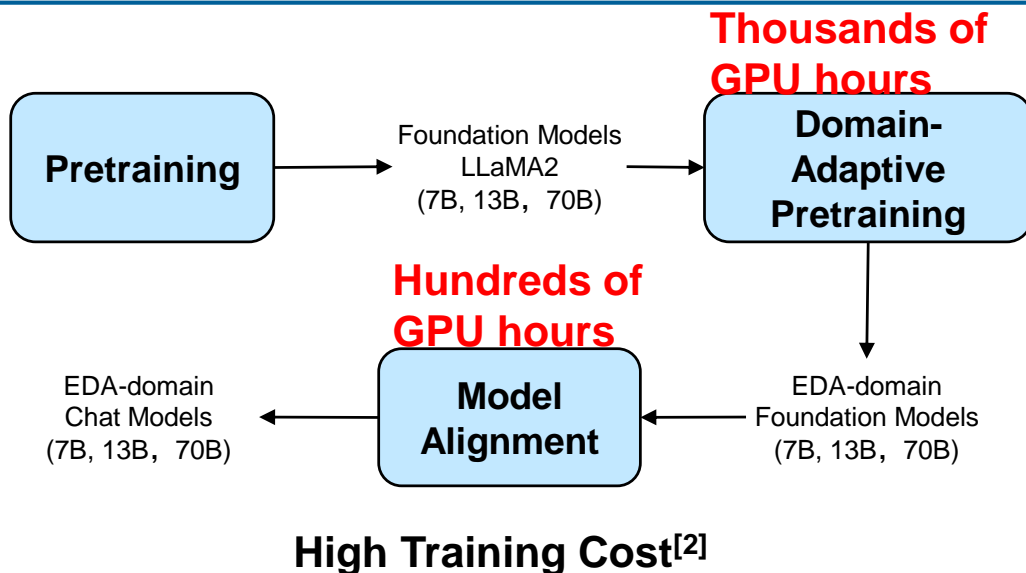 Thousands of
GPU hours
Pretraining
Foundation Models
LLaMA2
(7B, 13B，70B)
Domain-
Adaptive
Pretraining
Hundreds of
GPU hours
EDA-domain
Chat Models
(7B, 13B，70B)
Model
Alignment
EDA-domain
Foundation Models
(7B, 13B，70B)
High Training Cost[2]